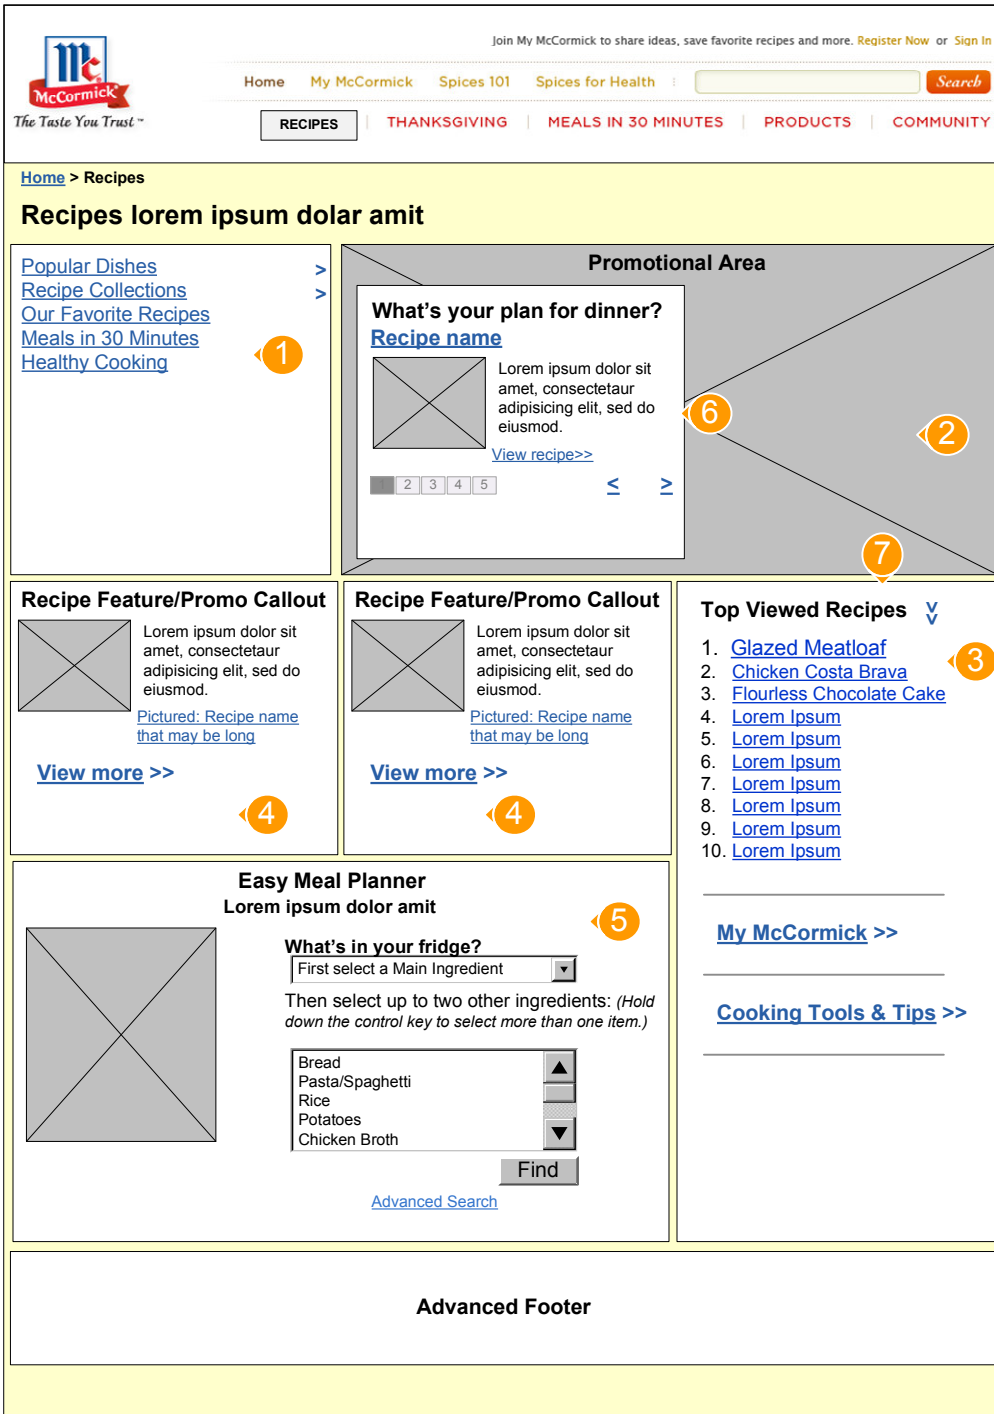 Join My McCormick to share ideas, save favorite recipes and more. Register Now or Sign In
Mc
McCormick
The Taste You Trust ™
Home My McCormick Spices 101 Spices for Health Search
RECIPES THANKSGIVING MEALS IN 30 MINUTES PRODUCTS COMMUNITY
Home > Recipes
Recipes lorem ipsum dolar amit
Popular Dishes >
Recipe Collections >
Our Favorite Recipes
Meals in 30 Minutes
Healthy Cooking
1
Promotional Area
What's your plan for dinner?
Recipe name
Lorem ipsum dolor sit
amet, consectetaur
adipisicing elit, sed do
eiusmod.
View recipe>>
1 2 3 4 5 < >
6
2
7
Recipe Feature/Promo Callout
Lorem ipsum dolor sit
amet, consectetaur
adipisicing elit, sed do
eiusmod.
Pictured: Recipe name
that may be long
View more >>
4
Recipe Feature/Promo Callout
Lorem ipsum dolor sit
amet, consectetaur
adipisicing elit, sed do
eiusmod.
Pictured: Recipe name
that may be long
View more >>
4
Top Viewed Recipes >>
1. Glazed Meatloaf
2. Chicken Costa Brava
3. Flourless Chocolate Cake
4. Lorem Ipsum
5. Lorem Ipsum
6. Lorem Ipsum
7. Lorem Ipsum
8. Lorem Ipsum
9. Lorem Ipsum
10. Lorem Ipsum
3
My McCormick >>
Cooking Tools & Tips >>
Easy Meal Planner
Lorem ipsum dolor amit
5
What's in your fridge?
First select a Main Ingredient
Then select up to two other ingredients: (Hold
down the control key to select more than one item.)
Bread
Pasta/Spaghetti
Rice
Potatoes
Chicken Broth
Find
Advanced Search
Advanced Footer